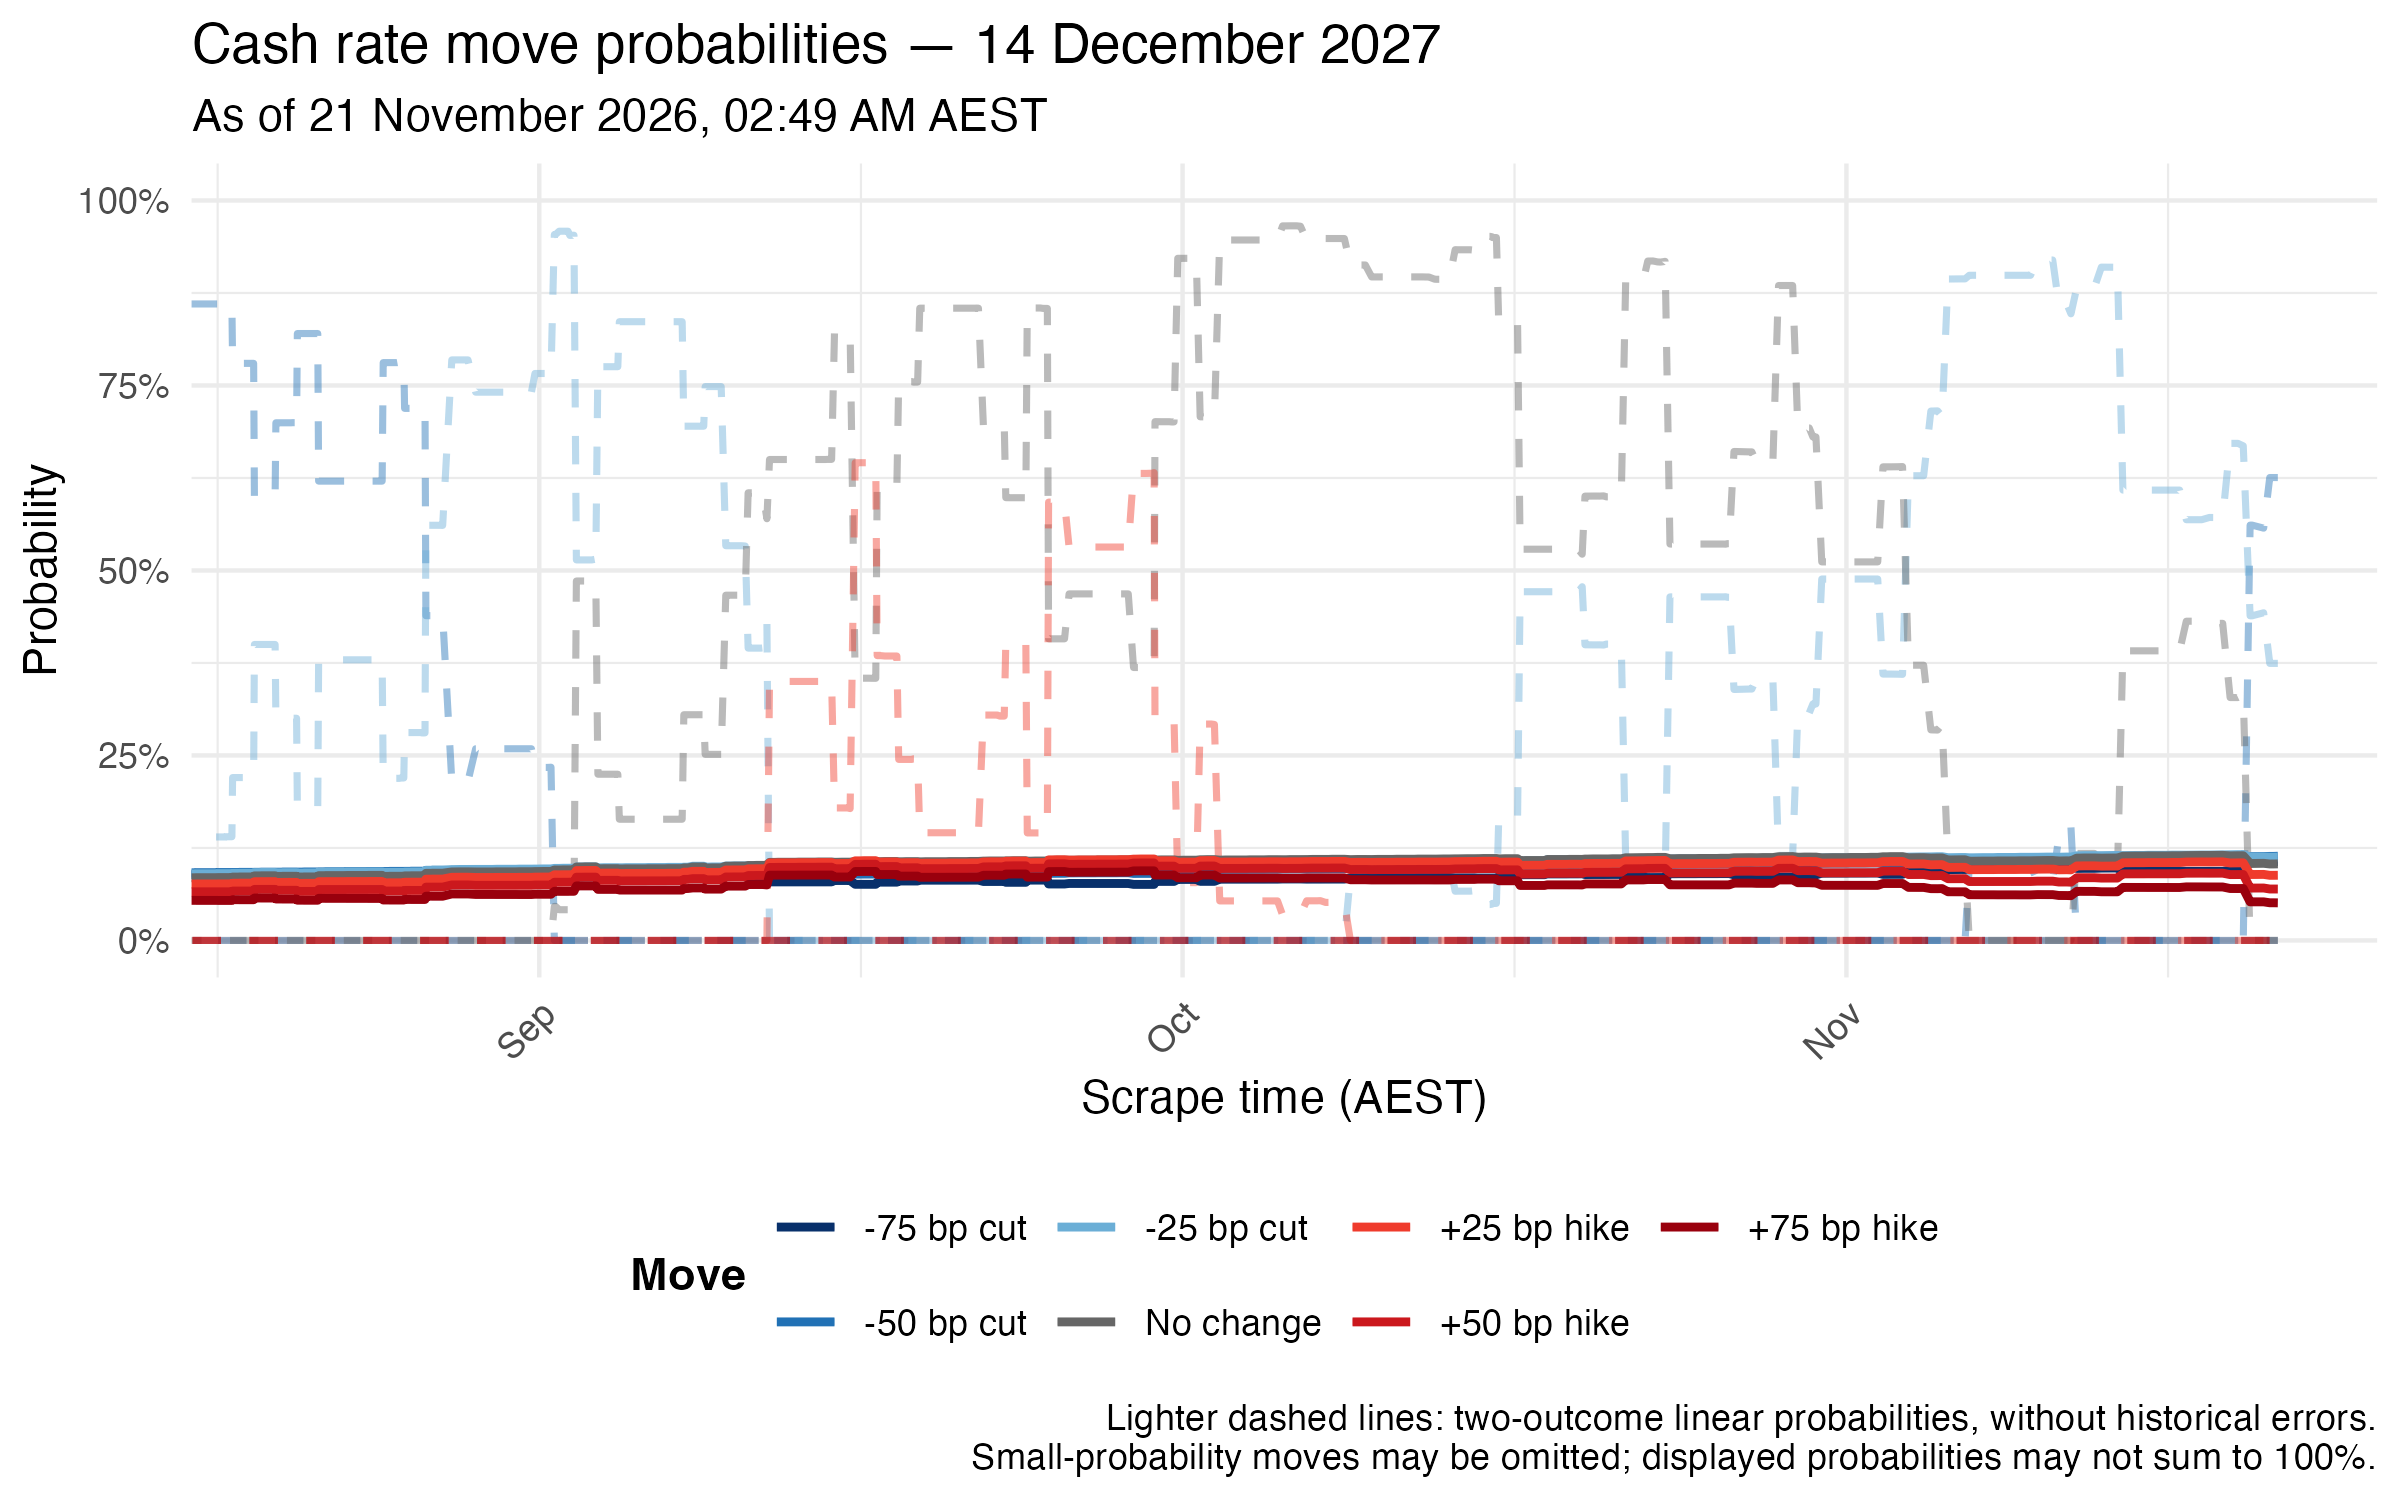 Cash rate move probabilities — 14 December 2027
As of 21 November 2026, 02:49 AM AEST
Probability
100%
75%
50%
25%
0%
Sep
Oct
Nov
Scrape time (AEST)
Move
-75 bp cut
-25 bp cut
+25 bp hike
+75 bp hike
-50 bp cut
No change
+50 bp hike
Lighter dashed lines: two-outcome linear probabilities, without historical errors.
Small-probability moves may be omitted; displayed probabilities may not sum to 100%.